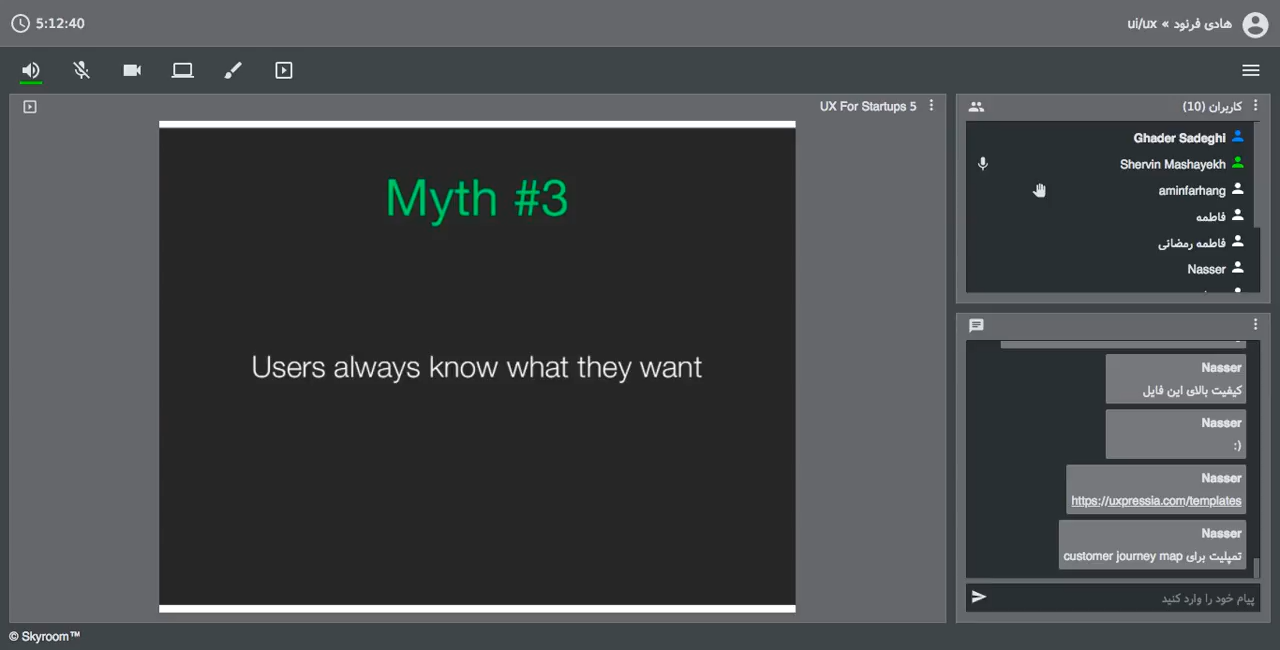 5:12:40
هادی فرنود » ui/ux
UX For Startups 5
Myth #3
Users always know what they want
کاربران (10)
Ghader Sadeghi
Shervin Mashayekh
aminfarhang
فاطمه
فاطمه رمضانی
Nasser
Nasser
کیفیت بالای این فایل
Nasser
:)
Nasser
https://uxpressia.com/templates
Nasser
تمپلیت برای customer journey map
پیام خود را وارد کنید
© Skyroom™